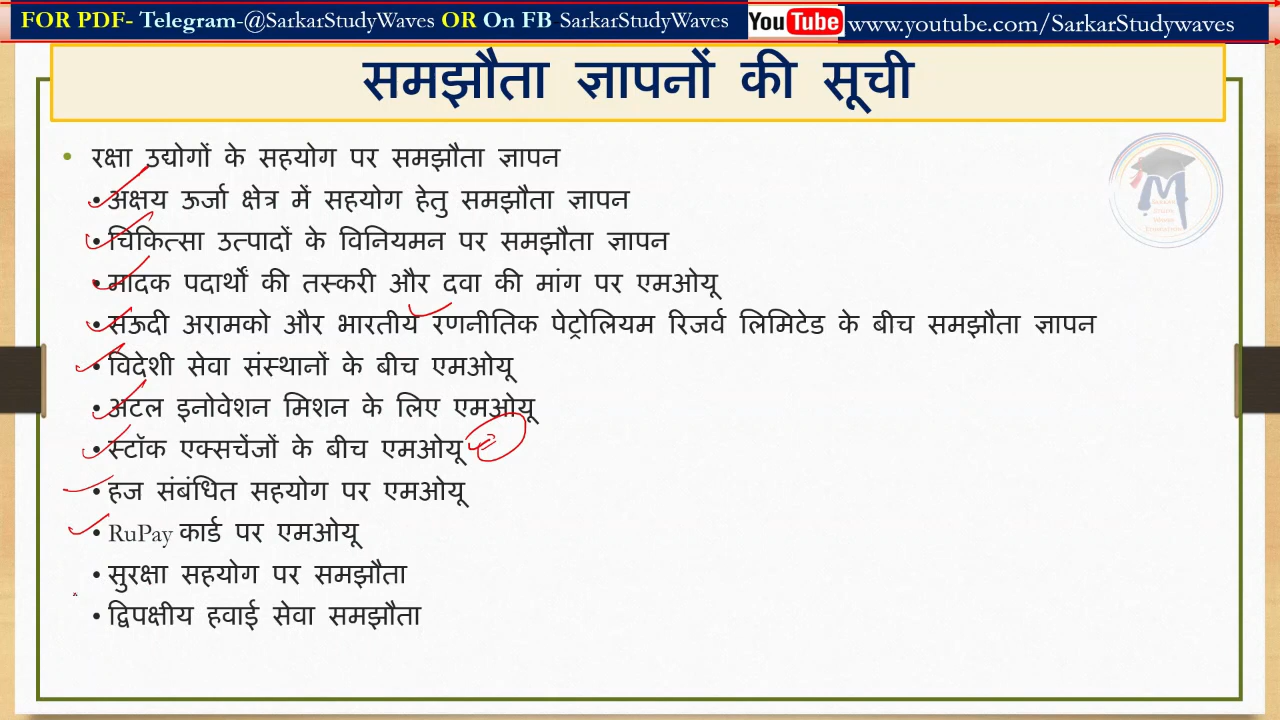 FOR PDF- Telegram-@SarkarStudyWaves OR On FB-SarkarStudyWaves YouTube www.youtube.com/SarkarStudywaves
समझौता ज्ञापनों की सूची
• रक्षा उद्योगों के सहयोग पर समझौता ज्ञापन
• अक्षय ऊर्जा क्षेत्र में सहयोग हेतु समझौता ज्ञापन
• चिकित्सा उत्पादों के विनियमन पर समझौता ज्ञापन
• मादक पदार्थों की तस्करी और दवा की मांग पर एमओयू
• सऊदी अरामको और भारतीय रणनीतिक पेट्रोलियम रिजर्व लिमिटेड के बीच समझौता ज्ञापन
• विदेशी सेवा संस्थानों के बीच एमओयू
• अटल इनोवेशन मिशन के लिए एमओयू
• स्टॉक एक्सचेंजों के बीच एमओयू
• हज संबंधित सहयोग पर एमओयू
• RuPay कार्ड पर एमओयू
• सुरक्षा सहयोग पर समझौता
• द्विपक्षीय हवाई सेवा समझौता